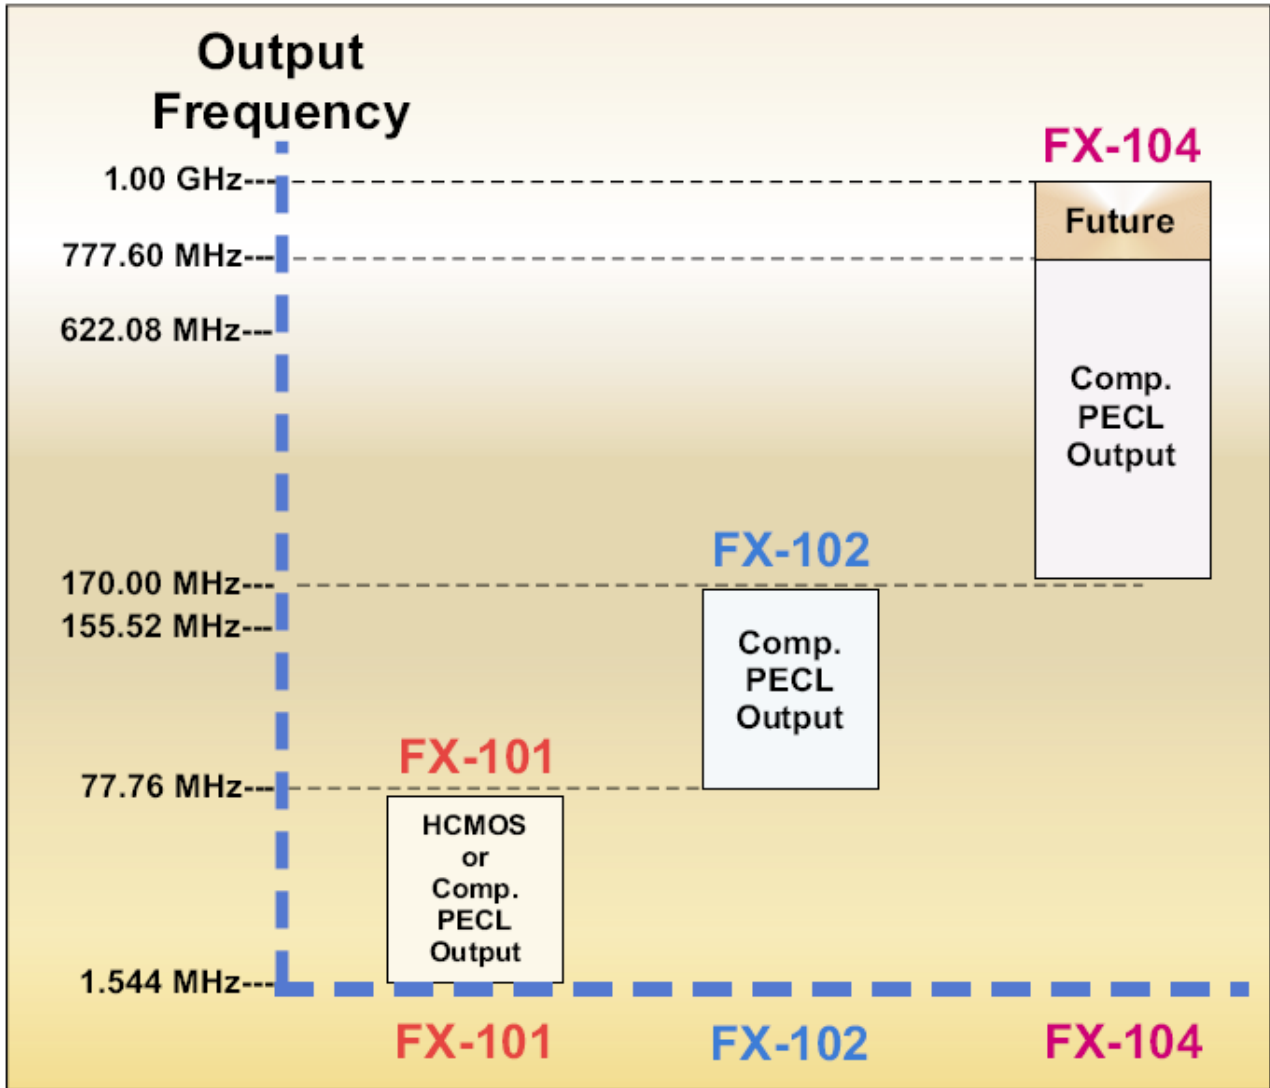 Output
Frequency
FX-104
1.00 GHz---
Future
777.60 MHz---
622.08 MHz---
Comp.
PECL
Output
FX-102
170.00 MHz---
155.52 MHz---
Comp.
PECL
Output
FX-101
77.76 MHz---
HCMOS
or
Comp.
PECL
Output
1.544 MHz---
FX-101 FX-102 FX-104